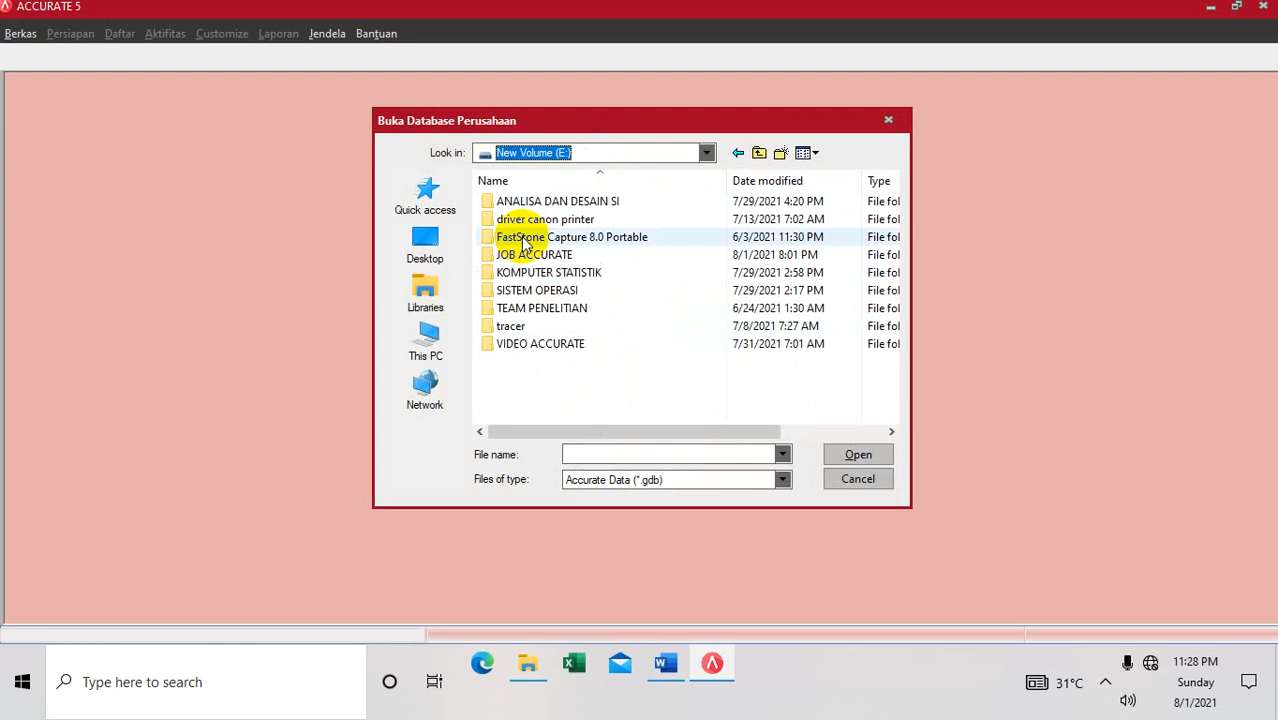 ACCURATE 5
Berkas Persiapan Daftar Aktifitas Customize Laporan Jendela Bantuan
Buka Database Perusahaan
Look in: New Volume (E:)
Quick access
Desktop
Libraries
This PC
Network
Name Date modified Type
ANALISA DAN DESAIN SI 7/29/2021 4:20 PM File fol
driver canon printer 7/13/2021 7:02 AM File fol
FastStone Capture 8.0 Portable 6/3/2021 11:30 PM File fol
JOB ACCURATE 8/1/2021 8:01 PM File fol
KOMPUTER STATISTIK 7/29/2021 2:58 PM File fol
SISTEM OPERASI 7/29/2021 2:17 PM File fol
TEAM PENELITIAN 6/24/2021 1:30 AM File fol
tracer 7/8/2021 7:27 AM File fol
VIDEO ACCURATE 7/31/2021 7:01 AM File fol
File name: Open
Files of type: Accurate Data (*.gdb) Cancel
Type here to search
31°C
11:28 PM
Sunday
8/1/2021